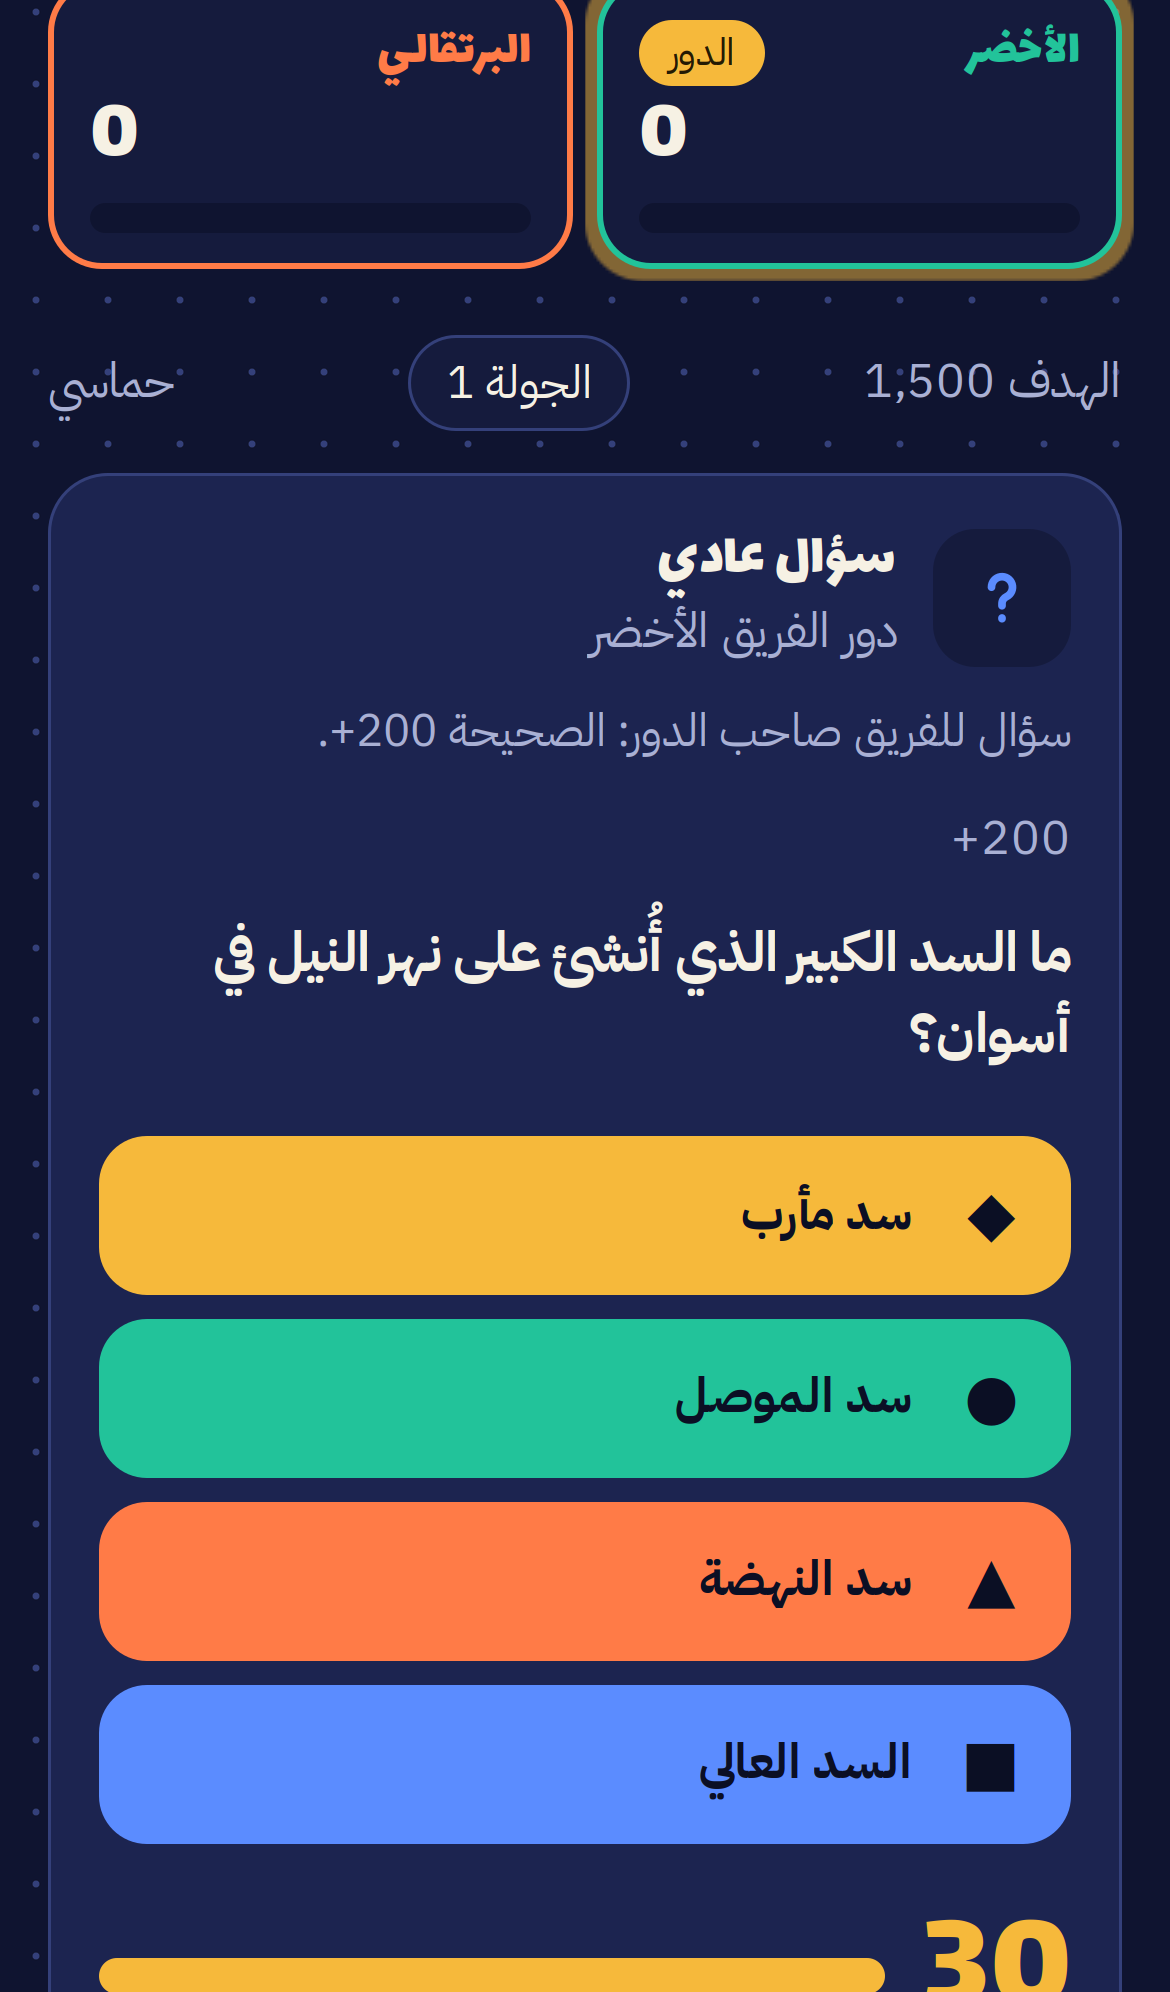 الأخضر
الدور
0
البرتقالي
0
الهدف 1,500
الجولة 1
حماسي
?
سؤال عادي
دور الفريق الأخضر
سؤال للفريق صاحب الدور: الصحيحة 200+.
+200
ما السد الكبير الذي أُنشئ على نهر النيل في
أسوان؟
سد مأرب
سد الموصل
سد النهضة
السد العالي
30